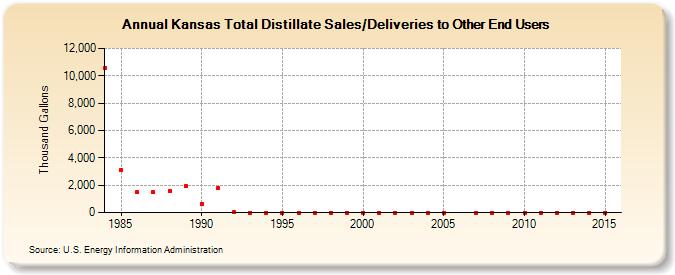 Annual Kansas Total Distillate Sales/Deliveries to Other End Users
Thousand Gallons
12,000
10,000
8,000
6,000
4,000
2,000
0
1985 1990 1995 2000 2005 2010 2015
Source: U.S. Energy Information Administration